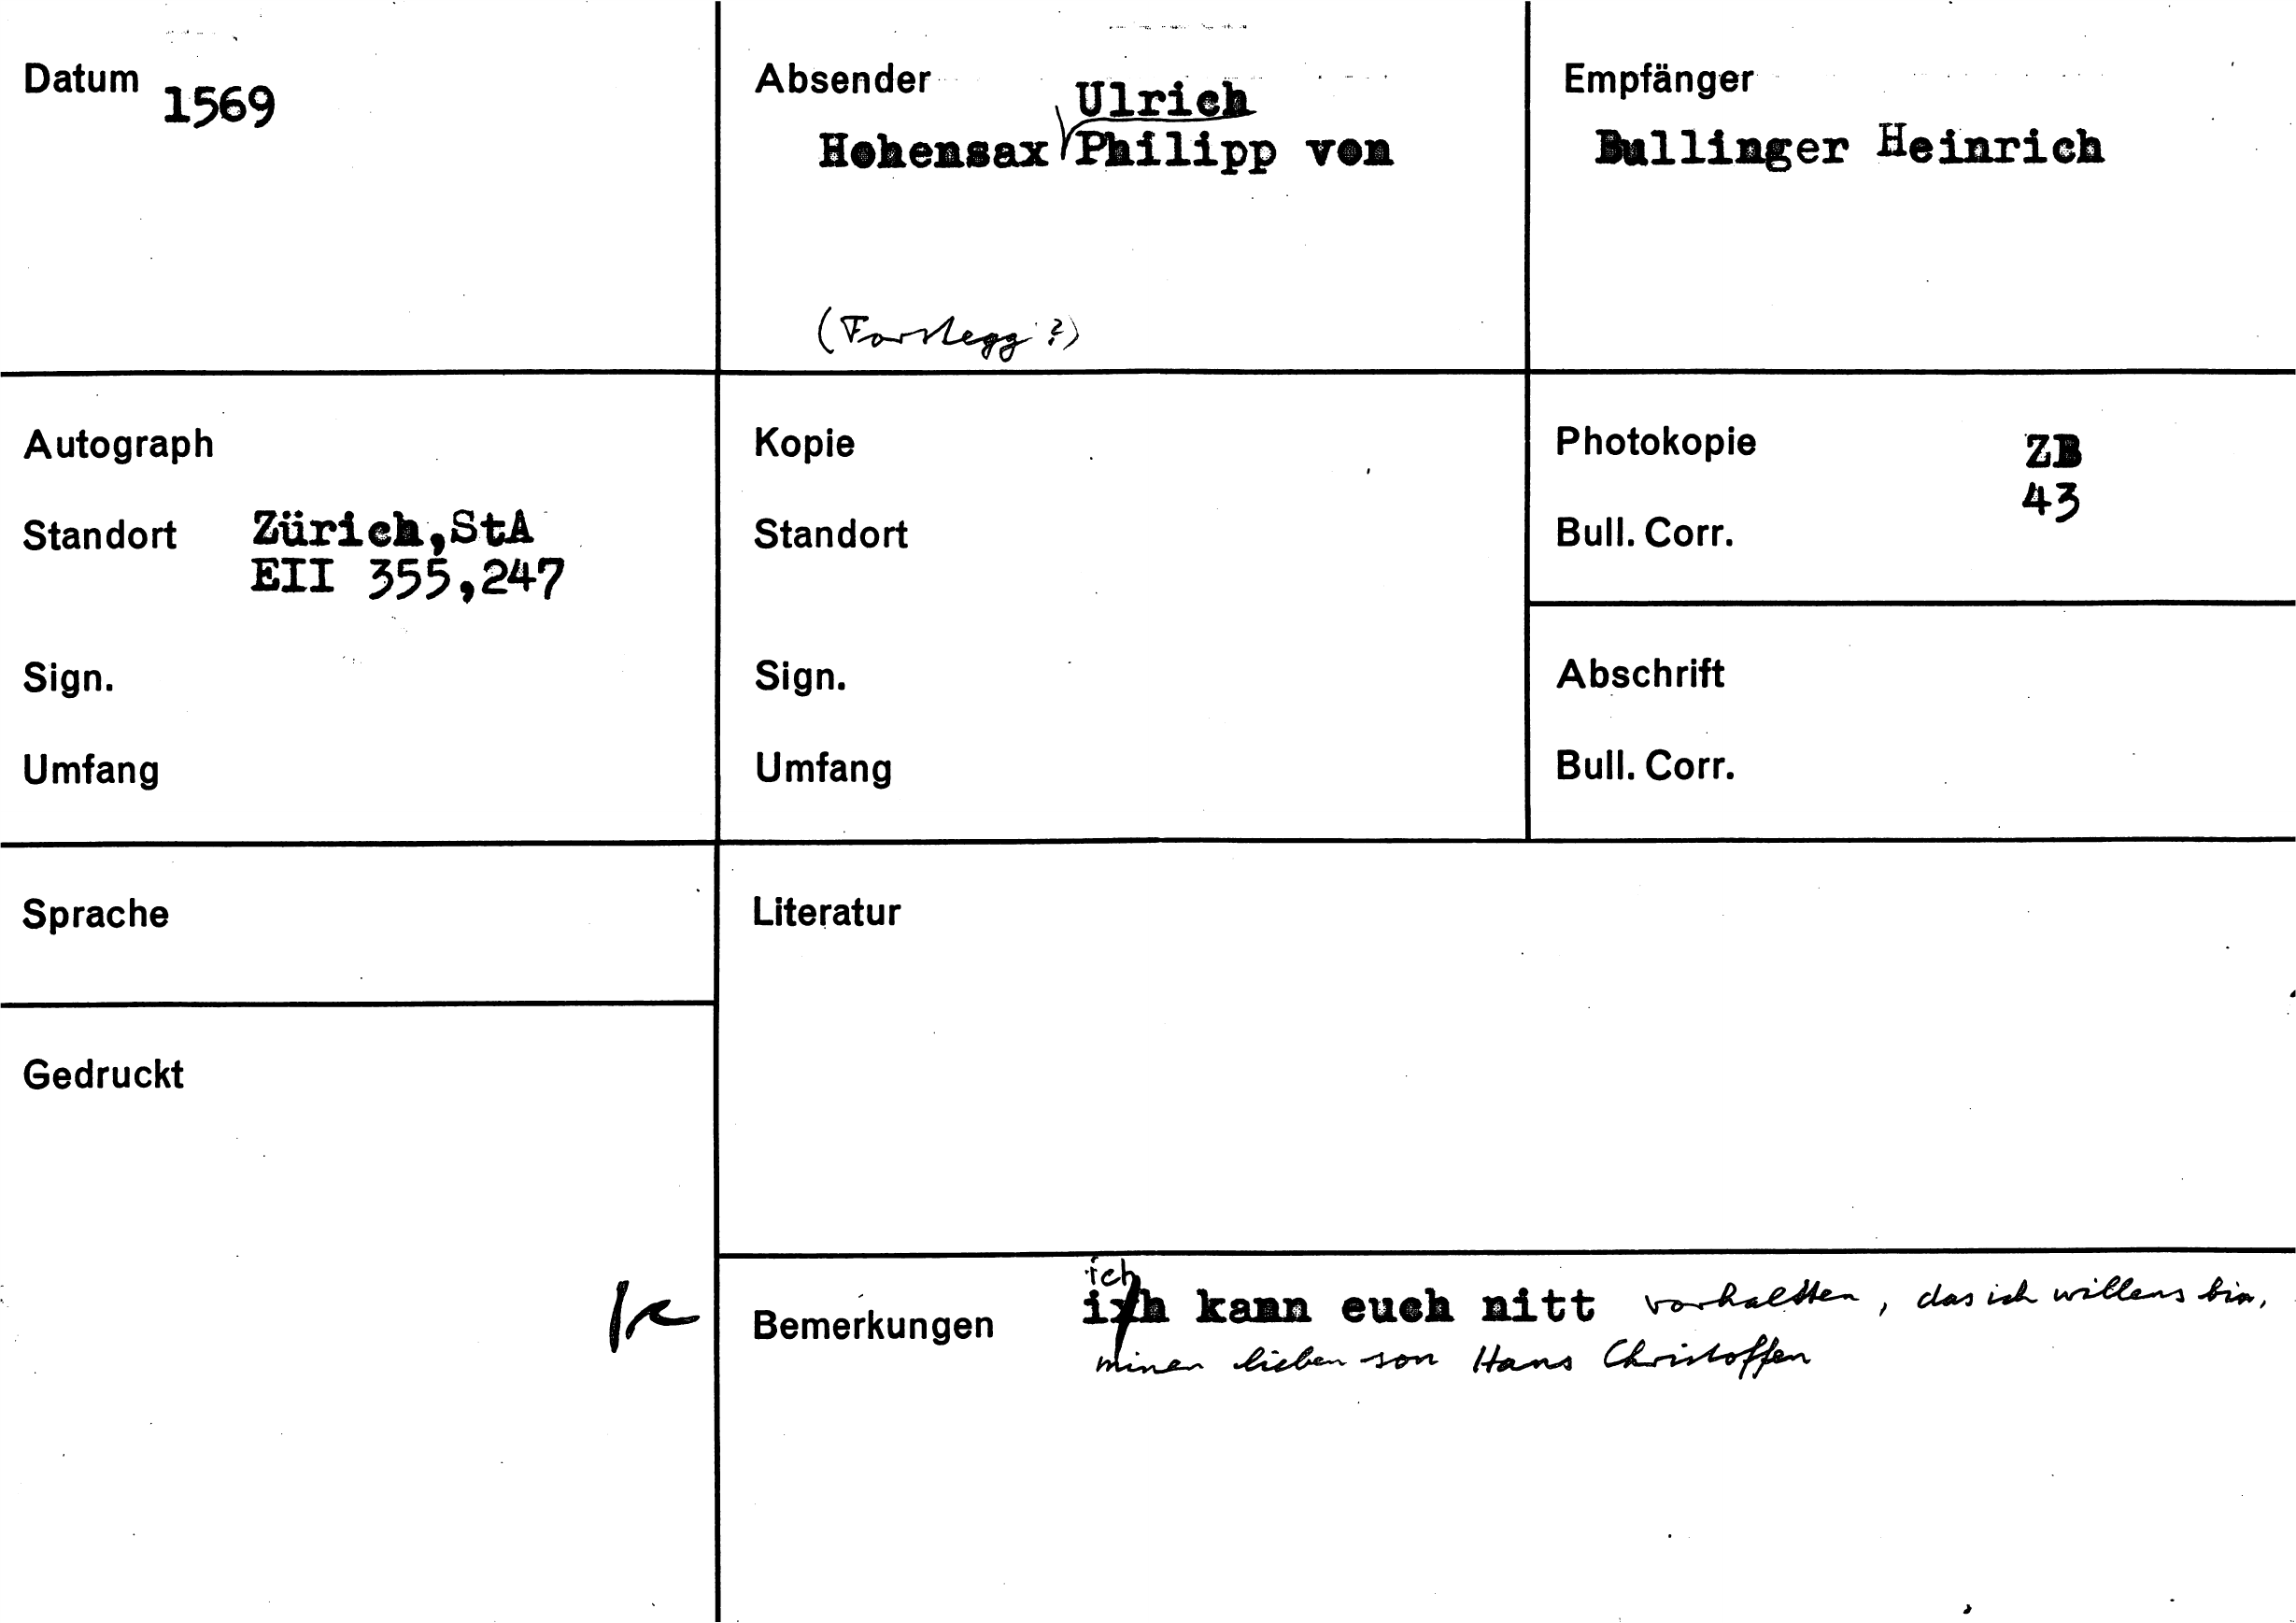 Datum 1569
Absender
Ulrich
Hohensax Philipp von
(Forstegg?)
Empfänger
Bullinger Heinrich
Autograph
Standort Zürich,StA
EII 355,247
Sign.
Umfang
Kopie
Standort
Sign.
Umfang
Photokopie ZB
43
Bull. Corr.
Abschrift
Bull. Corr.
Sprache
Gedruckt
Literatur
Bemerkungen
ich
kann euch nitt vorhaltten, das ich willens bin,
minen lieben son Hans Christoffen